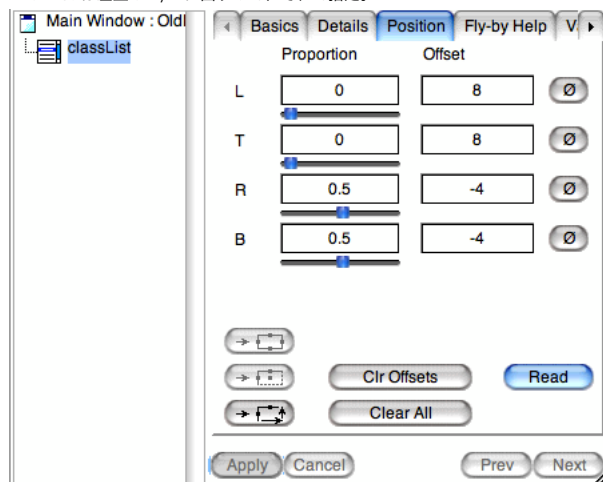 Main Window : Old
classList
Basics Details Position Fly-by Help V
Proportion Offset
L 0 8 Ø
T 0 8 Ø
R 0.5 -4 Ø
B 0.5 -4 Ø
Clr Offsets Read
Clear All
Apply Cancel Prev Next